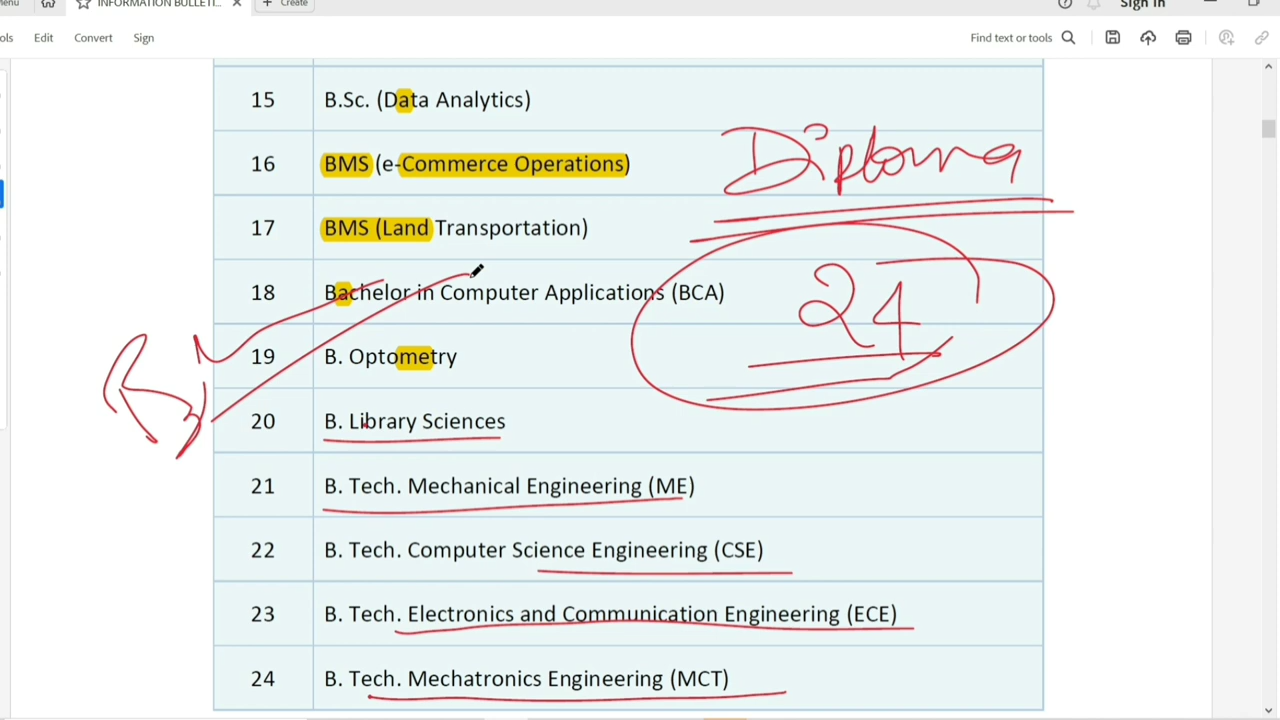 Menu
INFORMATION BULLETI... × + Create
Sign in
ols Edit Convert Sign
Find text or tools
15 B.Sc. (Data Analytics)
16 BMS (e-Commerce Operations)
17 BMS (Land Transportation)
18 Bachelor in Computer Applications (BCA)
19 B. Optometry
20 B. Library Sciences
21 B. Tech. Mechanical Engineering (ME)
22 B. Tech. Computer Science Engineering (CSE)
23 B. Tech. Electronics and Communication Engineering (ECE)
24 B. Tech. Mechatronics Engineering (MCT)
Diploma
24